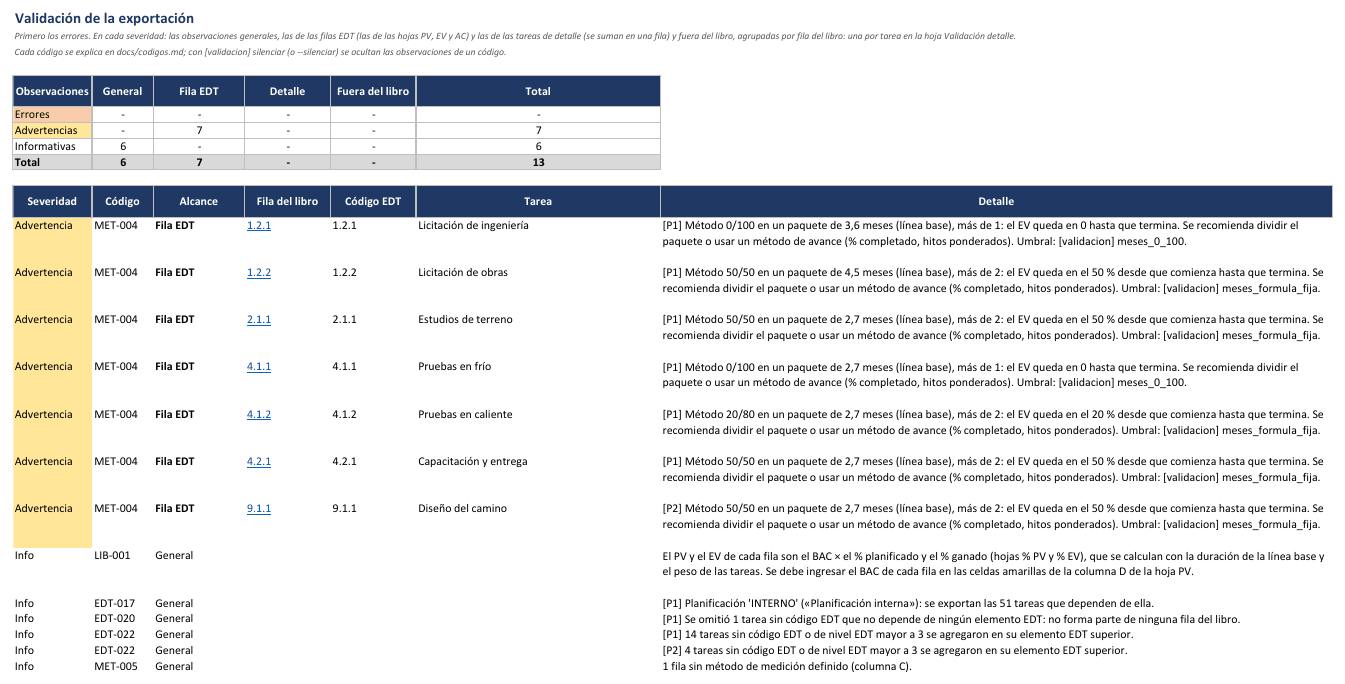 Validación de la exportación
Primero los errores. En cada severidad: las observaciones generales, las de las filas EDT (las de las hojas PV, EV y AC) y las de las tareas de detalle (se suman en una fila) y fuera del libro, agrupadas por fila del libro: una por tarea en la hoja Validación detalle.
Cada código se explica en docs/codigos.md; con [validacion] silenciar (o --silenciar) se ocultan las observaciones de un código.
Observaciones General Fila EDT Detalle Fuera del libro Total
Errores - - - - -
Advertencias - 7 - - 7
Informativas 6 - - - 6
Total 6 7 - - 13
Severidad Código Alcance Fila del libro Código EDT Tarea Detalle
Advertencia MET-004 Fila EDT 1.2.1 1.2.1 Licitación de ingeniería [P1] Método 0/100 en un paquete de 3,6 meses (línea base), más de 1: el EV queda en 0 hasta que termina. Se recomienda dividir el
paquete o usar un método de avance (% completado, hitos ponderados). Umbral: [validacion] meses_0_100.
Advertencia MET-004 Fila EDT 1.2.2 1.2.2 Licitación de obras [P1] Método 50/50 en un paquete de 4,5 meses (línea base), más de 2: el EV queda en el 50 % desde que comienza hasta que termina. Se
recomienda dividir el paquete o usar un método de avance (% completado, hitos ponderados). Umbral: [validacion] meses_formula_fija.
Advertencia MET-004 Fila EDT 2.1.1 2.1.1 Estudios de terreno [P1] Método 50/50 en un paquete de 2,7 meses (línea base), más de 2: el EV queda en el 50 % desde que comienza hasta que termina. Se
recomienda dividir el paquete o usar un método de avance (% completado, hitos ponderados). Umbral: [validacion] meses_formula_fija.
Advertencia MET-004 Fila EDT 4.1.1 4.1.1 Pruebas en frío [P1] Método 0/100 en un paquete de 2,7 meses (línea base), más de 1: el EV queda en 0 hasta que termina. Se recomienda dividir el
paquete o usar un método de avance (% completado, hitos ponderados). Umbral: [validacion] meses_0_100.
Advertencia MET-004 Fila EDT 4.1.2 4.1.2 Pruebas en caliente [P1] Método 20/80 en un paquete de 2,7 meses (línea base), más de 2: el EV queda en el 20 % desde que comienza hasta que termina. Se
recomienda dividir el paquete o usar un método de avance (% completado, hitos ponderados). Umbral: [validacion] meses_formula_fija.
Advertencia MET-004 Fila EDT 4.2.1 4.2.1 Capacitación y entrega [P1] Método 50/50 en un paquete de 2,7 meses (línea base), más de 2: el EV queda en el 50 % desde que comienza hasta que termina. Se
recomienda dividir el paquete o usar un método de avance (% completado, hitos ponderados). Umbral: [validacion] meses_formula_fija.
Advertencia MET-004 Fila EDT 9.1.1 9.1.1 Diseño del camino [P2] Método 50/50 en un paquete de 2,7 meses (línea base), más de 2: el EV queda en el 50 % desde que comienza hasta que termina. Se
recomienda dividir el paquete o usar un método de avance (% completado, hitos ponderados). Umbral: [validacion] meses_formula_fija.
Info LIB-001 General El PV y el EV de cada fila son el BAC × el % planificado y el % ganado (hojas % PV y % EV), que se calculan con la duración de la línea base y
el peso de las tareas. Se debe ingresar el BAC de cada fila en las celdas amarillas de la columna D de la hoja PV.
Info EDT-017 General [P1] Planificación 'INTERNO' («Planificación interna»): se exportan las 51 tareas que dependen de ella.
Info EDT-020 General [P1] Se omitió 1 tarea sin código EDT que no depende de ningún elemento EDT: no forma parte de ninguna fila del libro.
Info EDT-022 General [P1] 14 tareas sin código EDT o de nivel EDT mayor a 3 se agregaron en su elemento EDT superior.
Info EDT-022 General [P2] 4 tareas sin código EDT o de nivel EDT mayor a 3 se agregaron en su elemento EDT superior.
Info MET-005 General 1 fila sin método de medición definido (columna C).